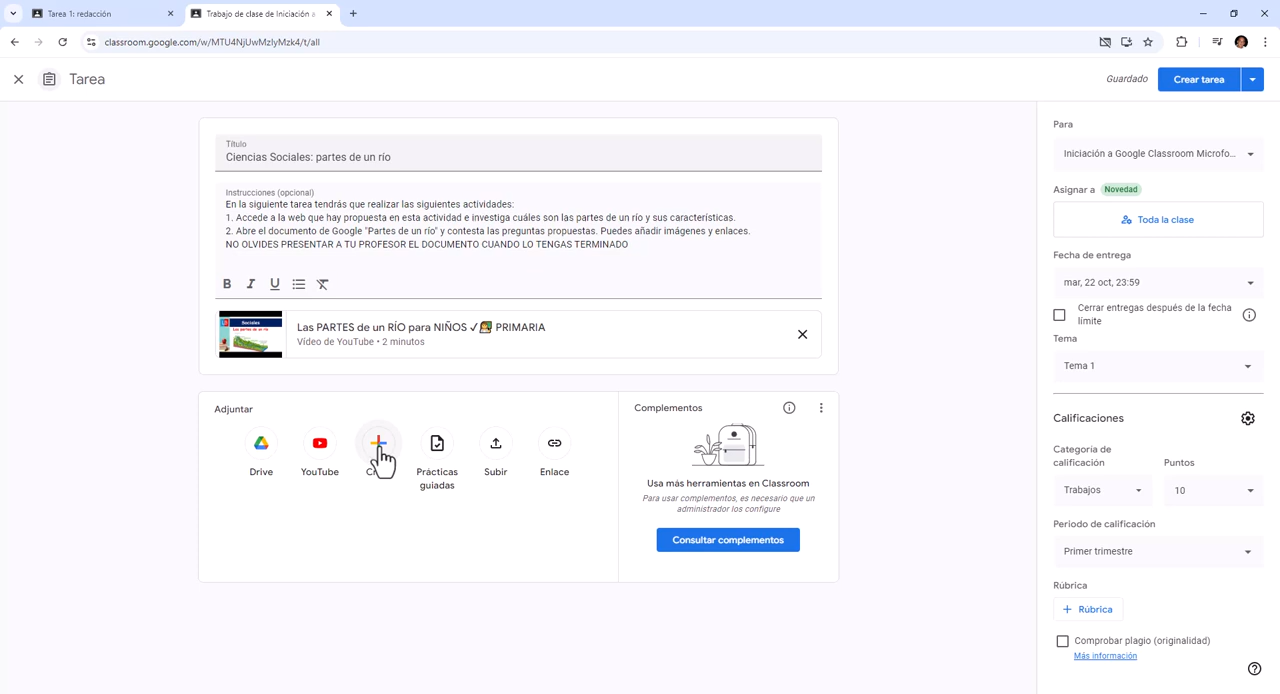 Tarea 1: redacción
Trabajo de clase de Iniciación a
classroom.google.com/w/MTU4NjUwMzIyMzk4/t/all
Tarea
Guardado
Crear tarea
Título
Ciencias Sociales: partes de un río
Instrucciones (opcional)
En la siguiente tarea tendrás que realizar las siguientes actividades:
1. Accede a la web que hay propuesta en esta actividad e investiga cuáles son las partes de un río y sus características.
2. Abre el documento de Google "Partes de un río" y contesta las preguntas propuestas. Puedes añadir imágenes y enlaces.
NO OLVIDES PRESENTAR A TU PROFESOR EL DOCUMENTO CUANDO LO TENGAS TERMINADO
B I U
Sociales
Las partes de un río
Las PARTES de un RÍO para NIÑOS ✓ PRIMARIA
Vídeo de YouTube • 2 minutos
Adjuntar
Drive
YouTube
Prácticas guiadas
Subir
Enlace
Complementos
Usa más herramientas en Classroom
Para usar complementos, es necesario que un
administrador los configure
Consultar complementos
Para
Iniciación a Google Classroom Microfo...
Asignar a Novedad
Toda la clase
Fecha de entrega
mar, 22 oct, 23:59
Cerrar entregas después de la fecha
límite
Tema
Tema 1
Calificaciones
Categoría de
calificación
Puntos
Trabajos
10
Periodo de calificación
Primer trimestre
Rúbrica
+ Rúbrica
Comprobar plagio (originalidad)
Más información